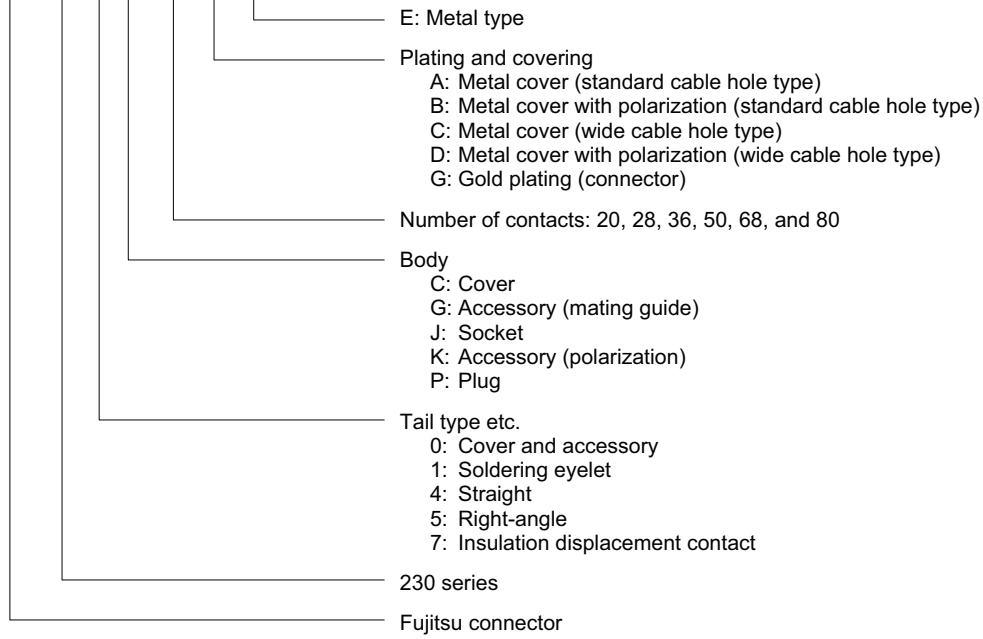 E: Metal type
Plating and covering
A: Metal cover (standard cable hole type)
B: Metal cover with polarization (standard cable hole type)
C: Metal cover (wide cable hole type)
D: Metal cover with polarization (wide cable hole type)
G: Gold plating (connector)
Number of contacts: 20, 28, 36, 50, 68, and 80
Body
C: Cover
G: Accessory (mating guide)
J: Socket
K: Accessory (polarization)
P: Plug
Tail type etc.
0: Cover and accessory
1: Soldering eyelet
4: Straight
5: Right-angle
7: Insulation displacement contact
230 series
Fujitsu connector